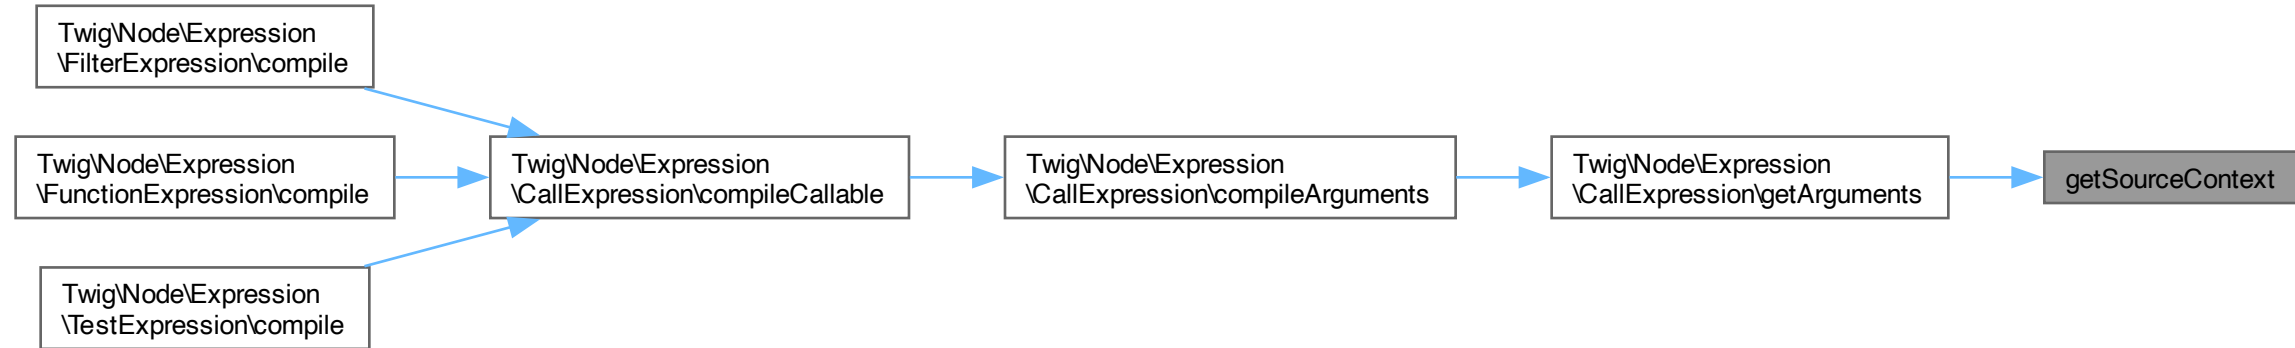 Twig\Node\Expression
\FilterExpression\compile
Twig\Node\Expression
\FunctionExpression\compile
Twig\Node\Expression
\TestExpression\compile
Twig\Node\Expression
\CallExpression\compileCallable
Twig\Node\Expression
\CallExpression\compileArguments
Twig\Node\Expression
\CallExpression\getArguments
getSourceContext